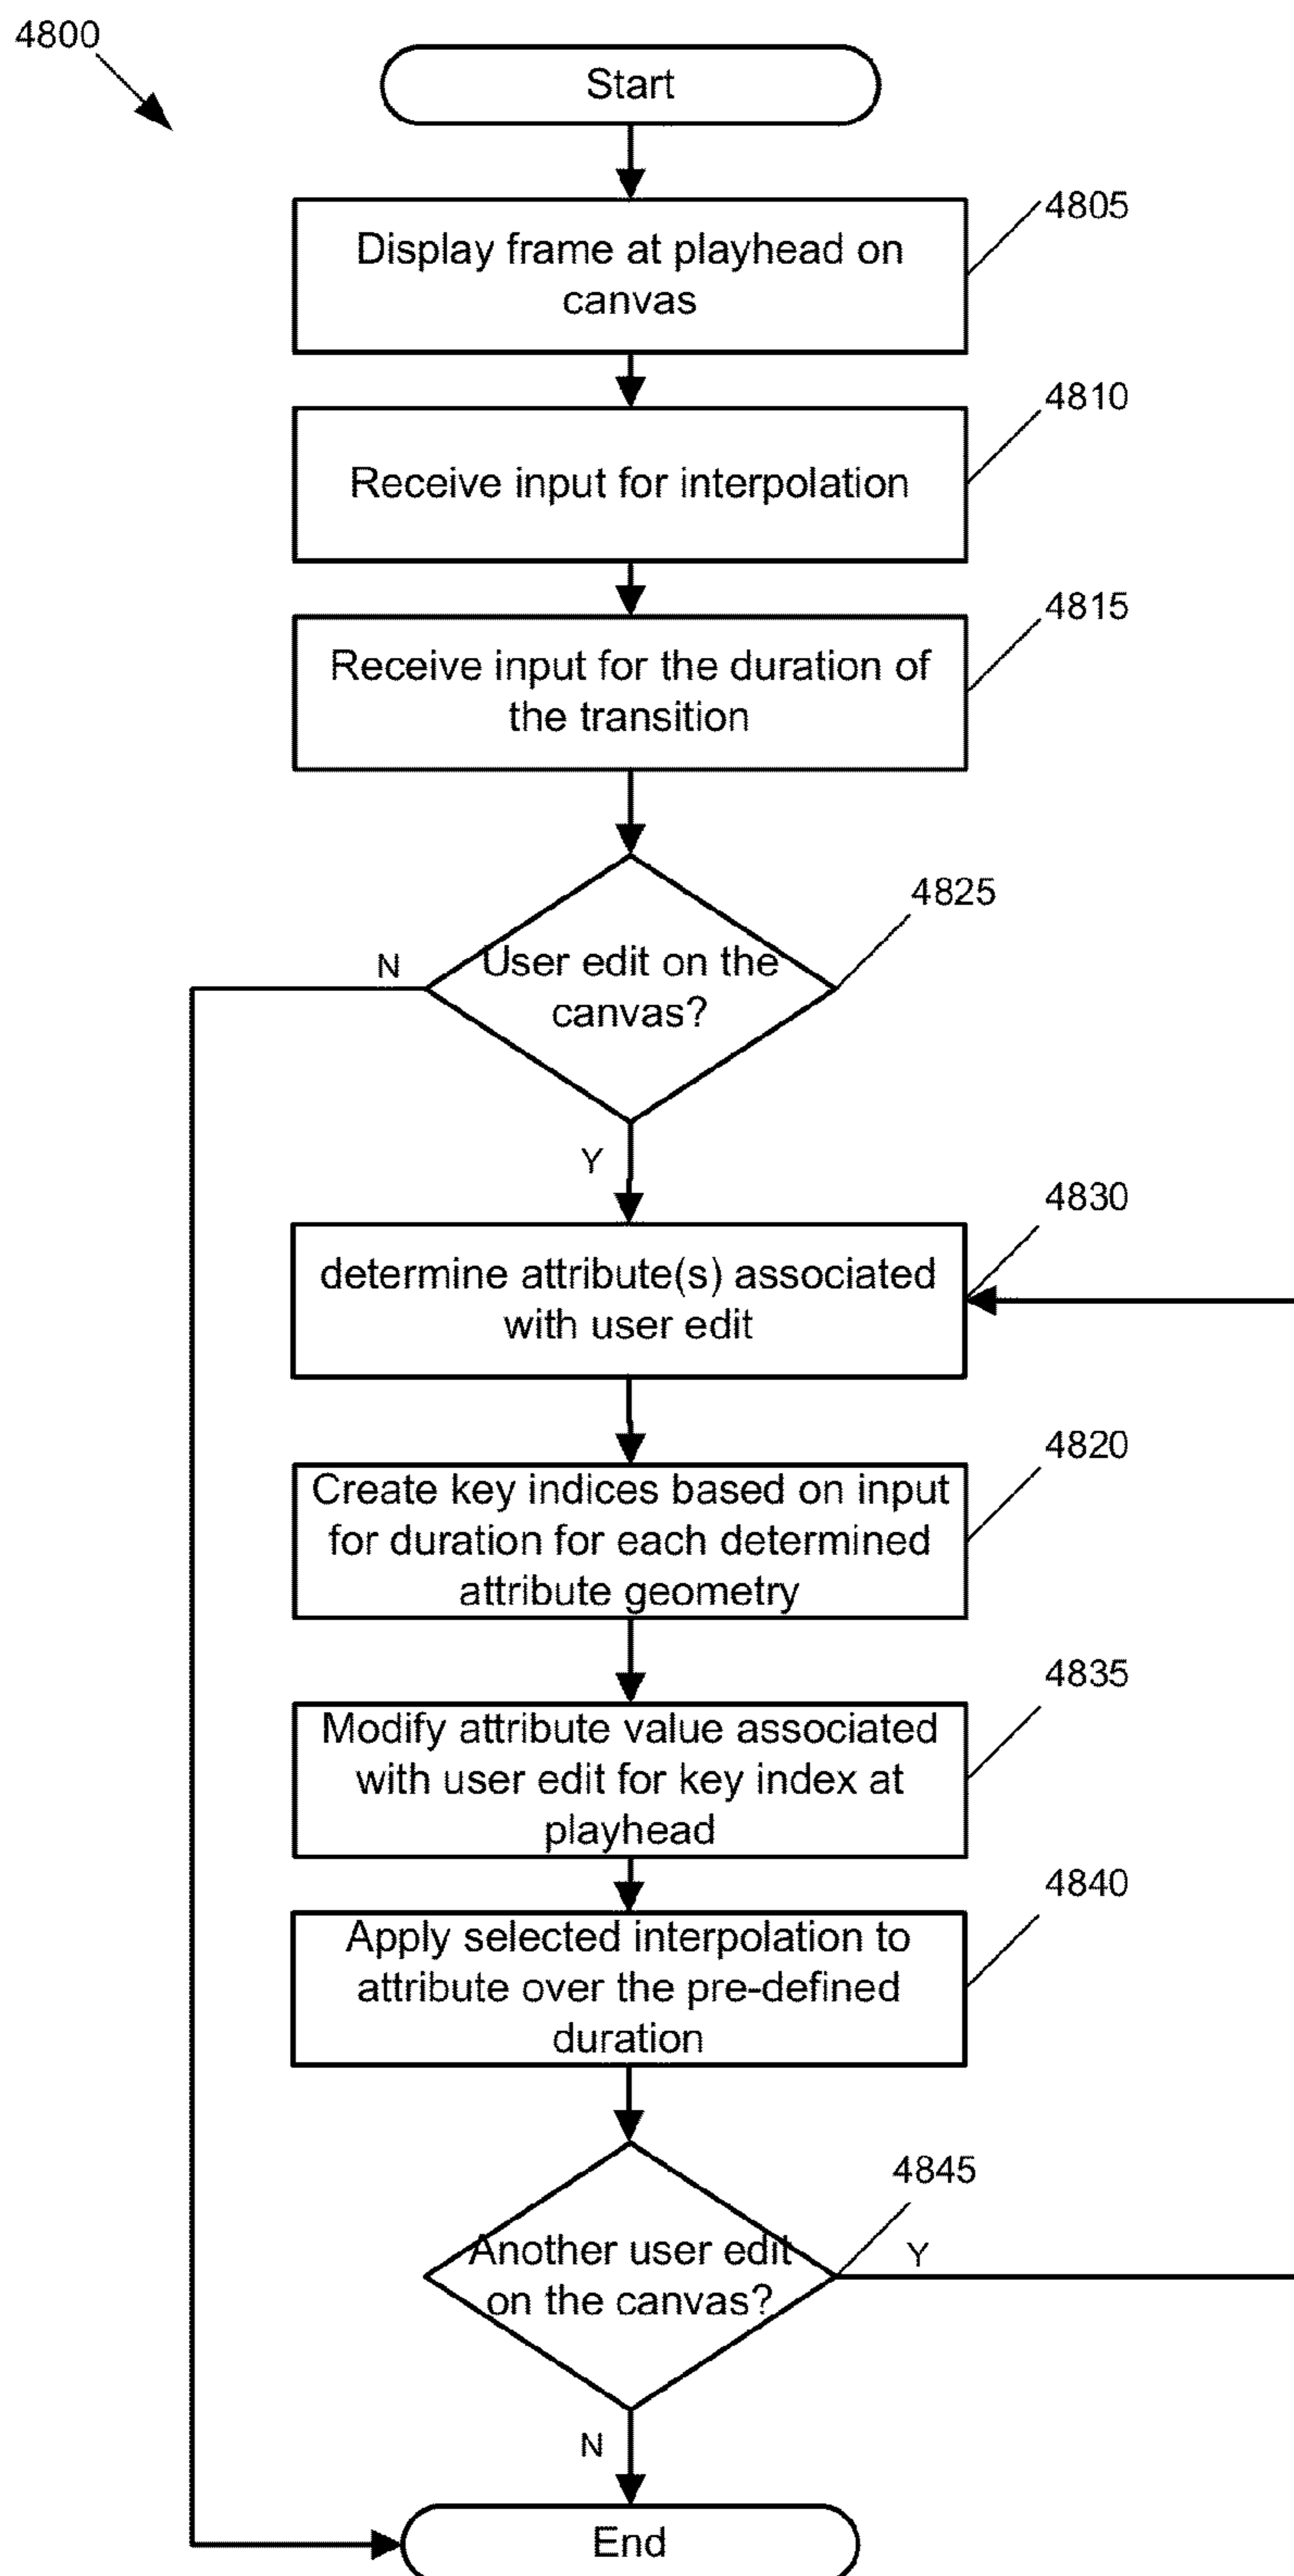 4800
Start
4805
Display frame at playhead on
canvas
4810
Receive input for interpolation
4815
Receive input for the duration of
the transition
4825
N
User edit on the
canvas?
Y
4830
determine attribute(s) associated
with user edit
4820
Create key indices based on input
for duration for each determined
attribute geometry
4835
Modify attribute value associated
with user edit for key index at
playhead
4840
Apply selected interpolation to
attribute over the pre-defined
duration
4845
Another user edit
on the canvas?
Y
N
End